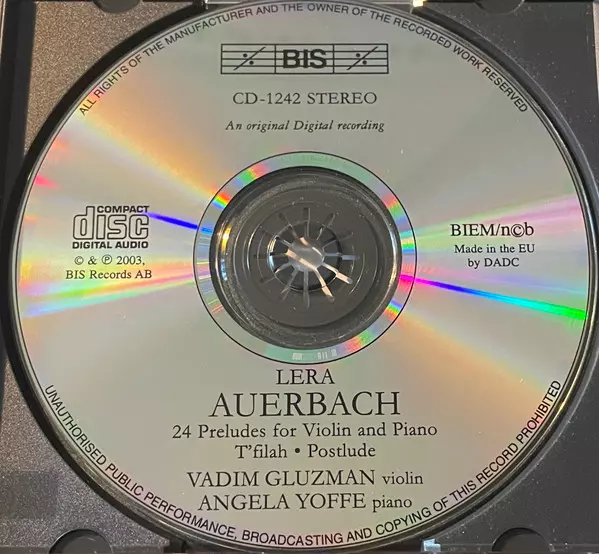 ALL RIGHTS OF THE MANUFACTURER AND THE OWNER OF THE RECORDED WORK RESERVED
BIS
CD-1242 STEREO
An original Digital recording
COMPACT
disc
DIGITAL AUDIO
© & ℗ 2003,
BIS Records AB
BIEM/n©b
Made in the EU
by DADC
LERA
AUERBACH
24 Preludes for Violin and Piano
T'filah • Postlude
VADIM GLUZMAN violin
ANGELA YOFFE piano
UNAUTHORISED PUBLIC PERFORMANCE, BROADCASTING AND COPYING OF THIS RECORD PROHIBITED